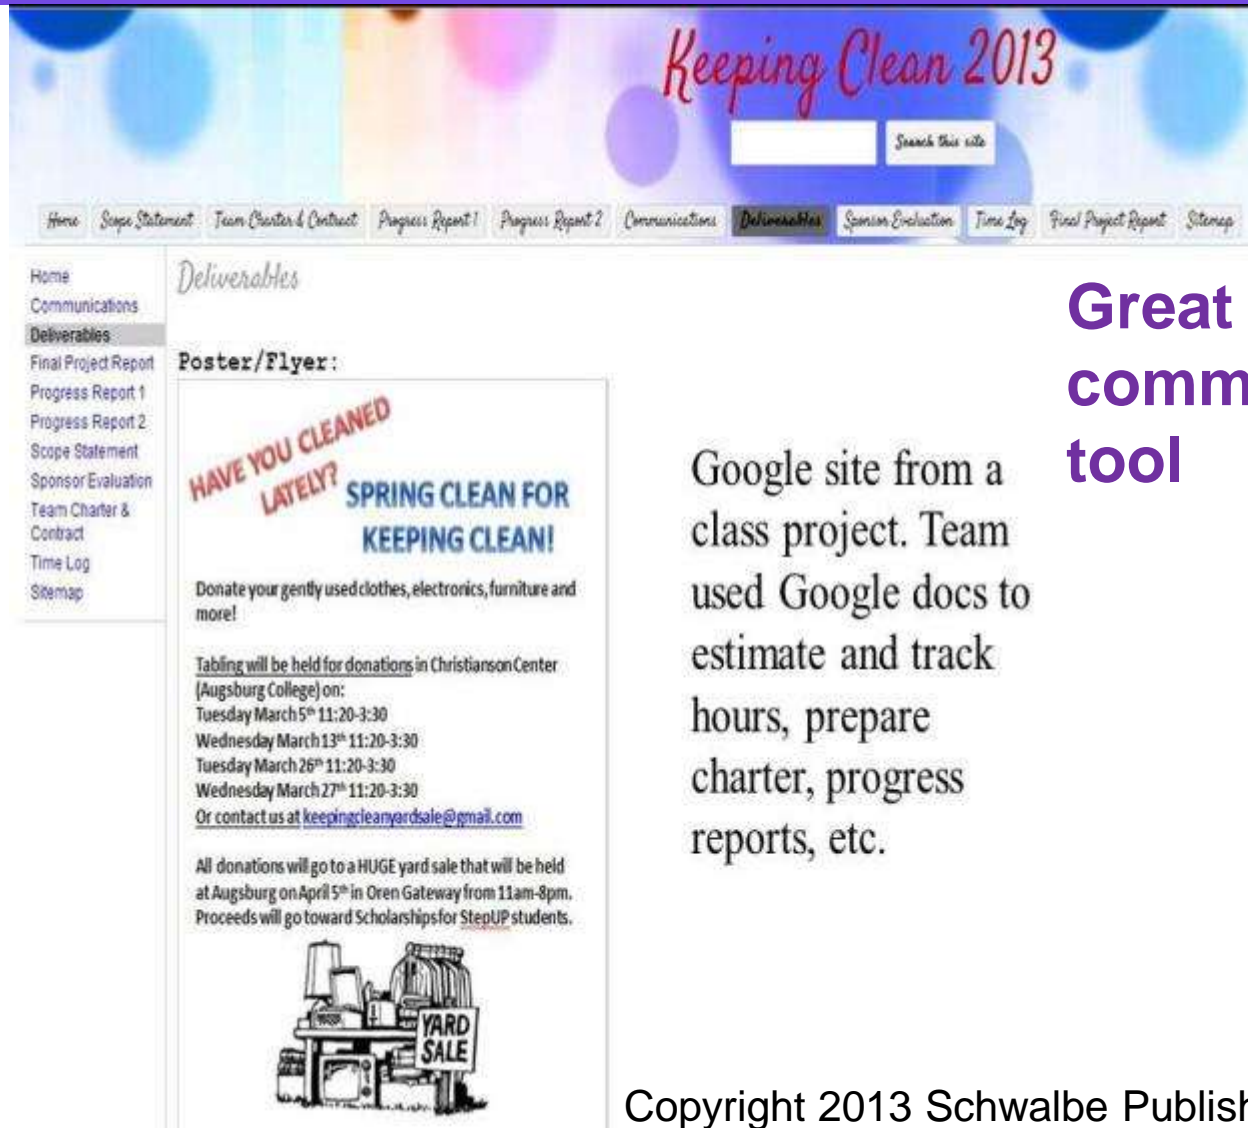 Keeping Clean 2013
Search this site
Home Scope Statement Team Charter & Contract Progress Report 1 Progress Report 2 Communications Deliverables Sponsor Evaluation Time Log Final Project Report Sitemap
Home
Communications
Deliverables
Final Project Report
Progress Report 1
Progress Report 2
Scope Statement
Sponsor Evaluation
Team Charter &
Contract
Time Log
Sitemap
Deliverables
Poster/Flyer:
HAVE YOU CLEANED
LATELY?
SPRING CLEAN FOR
KEEPING CLEAN!
Donate your gently used clothes, electronics, furniture and
more!
Tabling will be held for donations in Christianson Center
(Augsburg College) on:
Tuesday March 5th 11:20-3:30
Wednesday March 13th 11:20-3:30
Tuesday March 26th 11:20-3:30
Wednesday March 27th 11:20-3:30
Or contact us at keepingcleanyardsale@gmail.com
All donations will go to a HUGE yard sale that will be held
at Augsburg on April 5th in Oren Gateway from 11am-8pm.
Proceeds will go toward Scholarships for StepUP students.
YARD
SALE
Google site from a
class project. Team
used Google docs to
estimate and track
hours, prepare
charter, progress
reports, etc.
Great
comm
tool
Copyright 2013 Schwalbe Publish